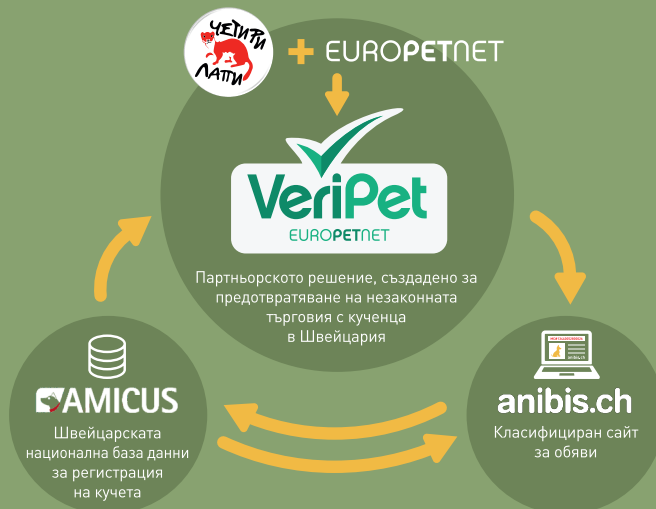 ЧЕТИРИ
ЛАПИ
+ EUROPETNET
VeriPet
EUROPETNET
Партньорското решение, създадено за
предотвратяване на незаконната
търговия с кученца
в Швейцария
AMICUS
Швейцарската
национална база данни
за регистрация
на кучета
anibis.ch
Класифициран сайт
за обяви